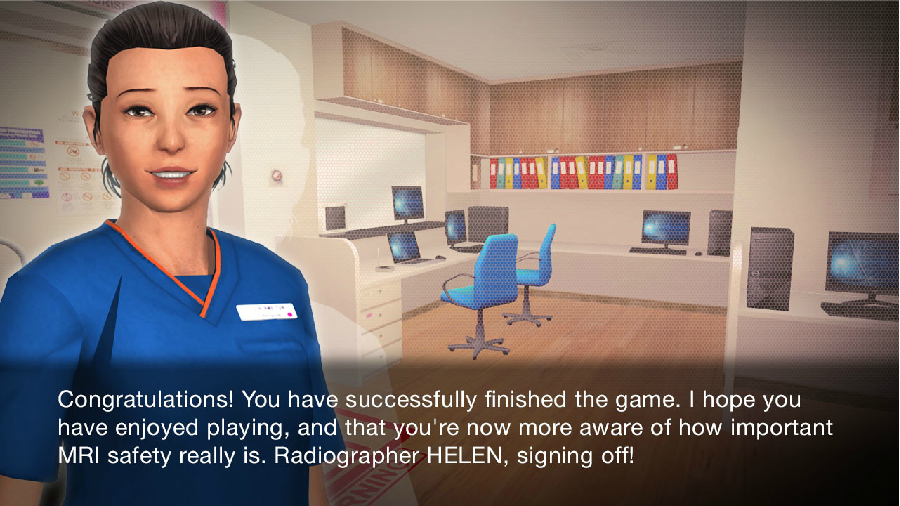 Congratulations! You have successfully finished the game. I hope you
have enjoyed playing, and that you're now more aware of how important
MRI safety really is. Radiographer HELEN, signing off!